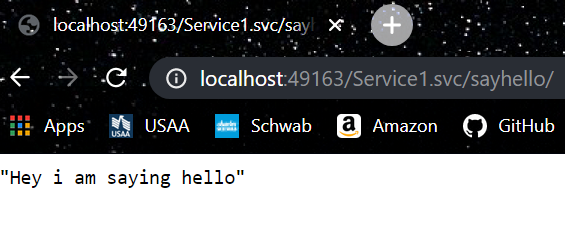 localhost:49163/Service1.svc/sayl
localhost:49163/Service1.svc/sayhello/
Apps USAA USAA Schwab Amazon GitHub
"Hey i am saying hello"